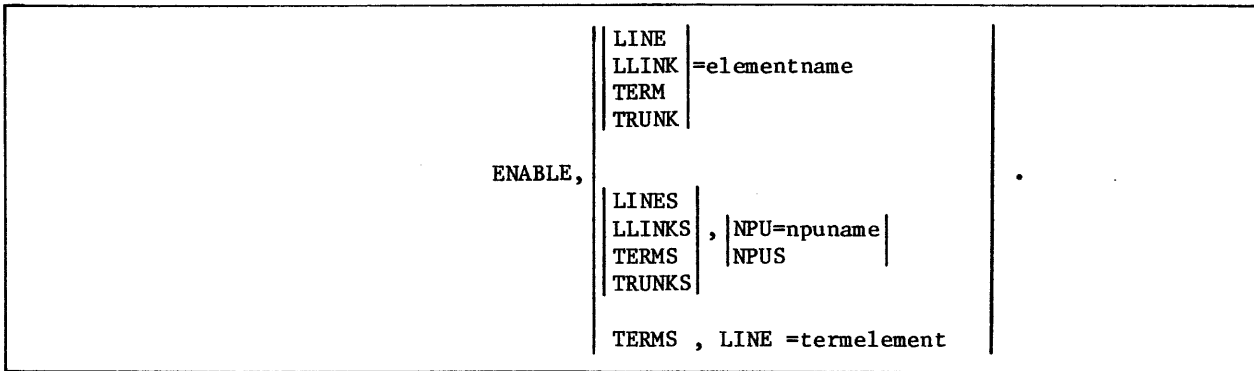 LINE
LLINK =elementname
TERM
TRUNK
ENABLE, .
LINES
LLINKS , NPU=npuname
TERMS NPUS
TRUNKS
TERMS , LINE =termelement